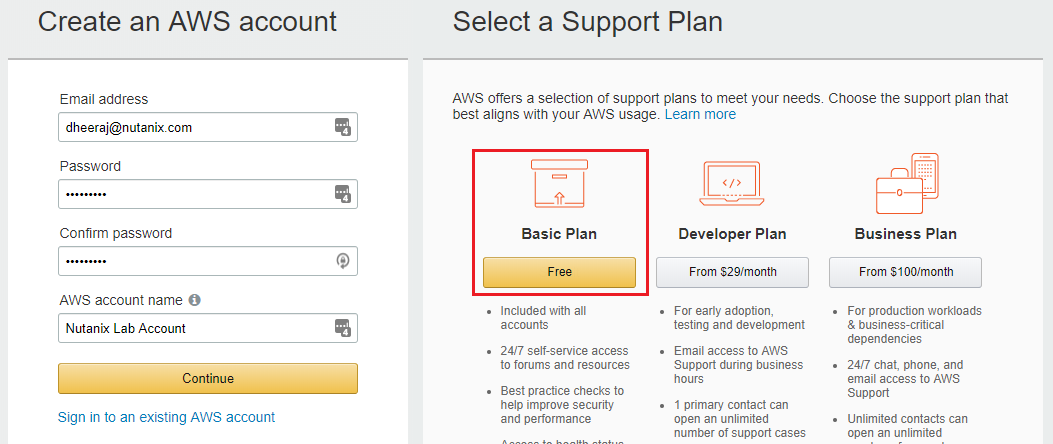 Create an AWS account
Email address
dheeraj@nutanix.com
4
Password
•••••••••
4
Confirm password
•••••••••
AWS account name i
Nutanix Lab Account
4
Continue
Sign in to an existing AWS account
Select a Support Plan
AWS offers a selection of support plans to meet your needs. Choose the support plan that
best aligns with your AWS usage. Learn more
Basic Plan
Free
• Included with all
accounts
• 24/7 self-service access
to forums and resources
• Best practice checks to
help improve security
and performance
• Access to health status
</>
Developer Plan
From $29/month
• For early adoption,
testing and development
• Email access to AWS
Support during business
hours
• 1 primary contact can
open an unlimited
number of support cases
Business Plan
From $100/month
• For production workloads
& business-critical
dependencies
• 24/7 chat, phone, and
email access to AWS
Support
• Unlimited contacts can
open an unlimited